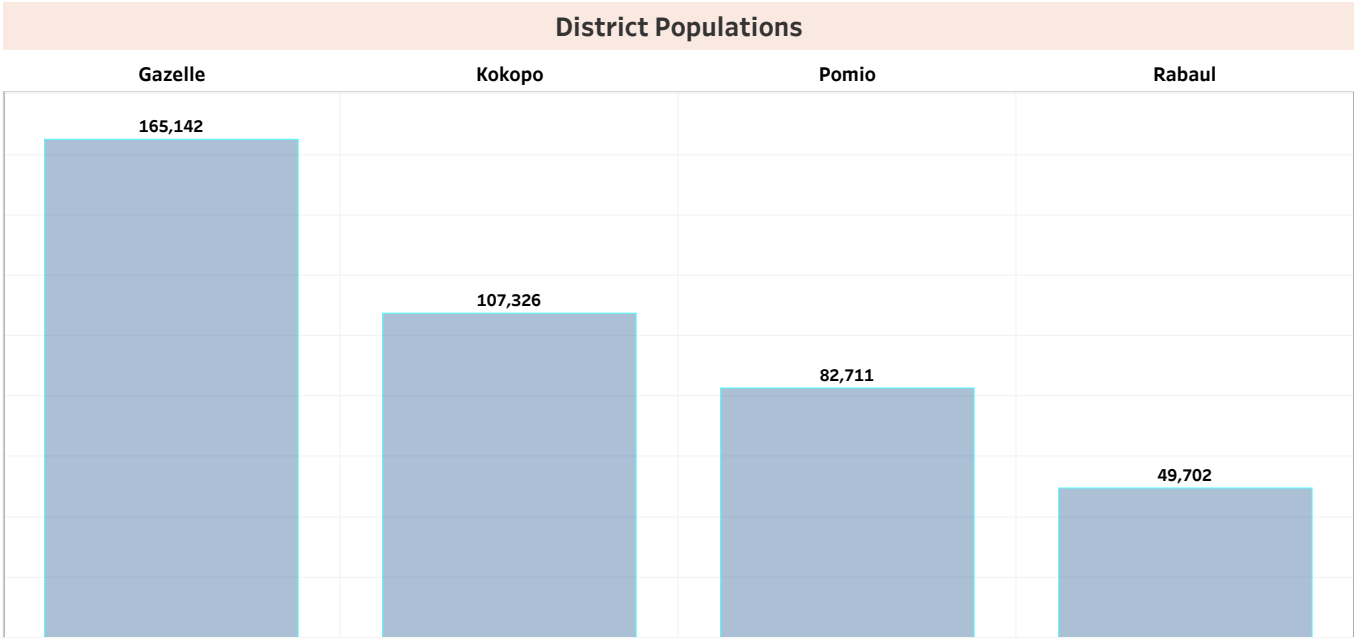 District Populations
Gazelle Kokopo Pomio Rabaul
165,142
107,326
82,711
49,702